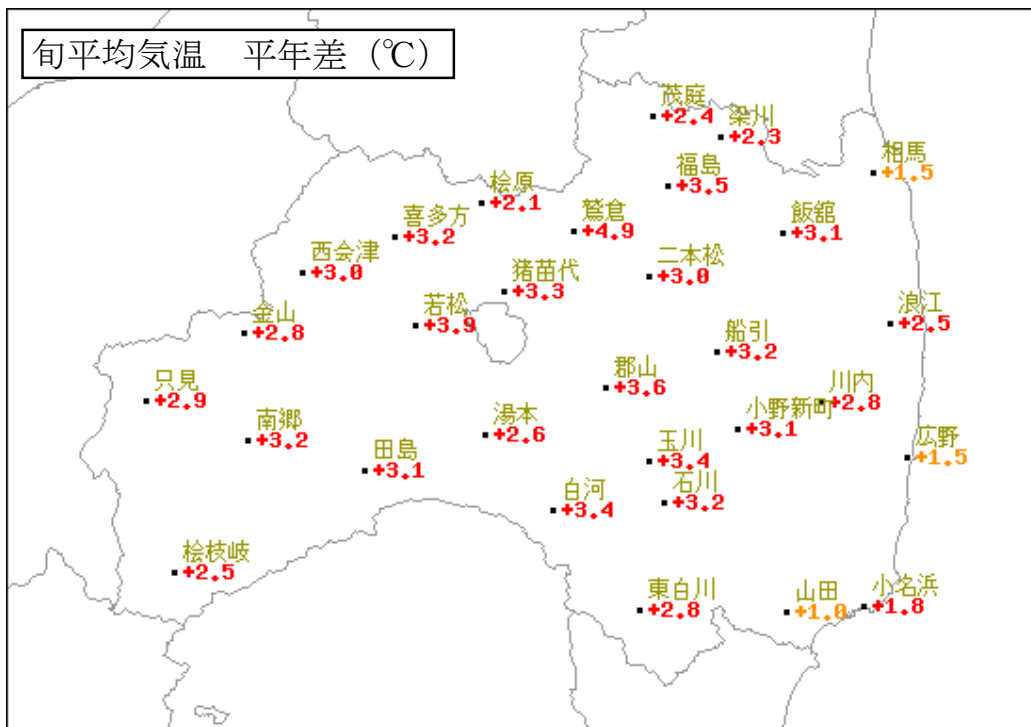 旬平均気温　平年差（℃）
茂庭
+2.4
梁川
+2.3
相馬
+1.5
福島
+3.5
桧原
+2.1
鷲倉
+4.9
飯舘
+3.1
喜多方
+3.2
西会津
+3.0
二本松
+3.0
猪苗代
+3.3
若松
+3.9
金山
+2.8
浪江
+2.5
船引
+3.2
郡山
+3.6
只見
+2.9
川内
+2.8
小野新町
+3.1
南郷
+3.2
湯本
+2.6
田島
+3.1
玉川
+3.4
広野
+1.5
石川
+3.2
白河
+3.4
桧枝岐
+2.5
東白川
+2.8
山田
+1.0
小名浜
+1.8